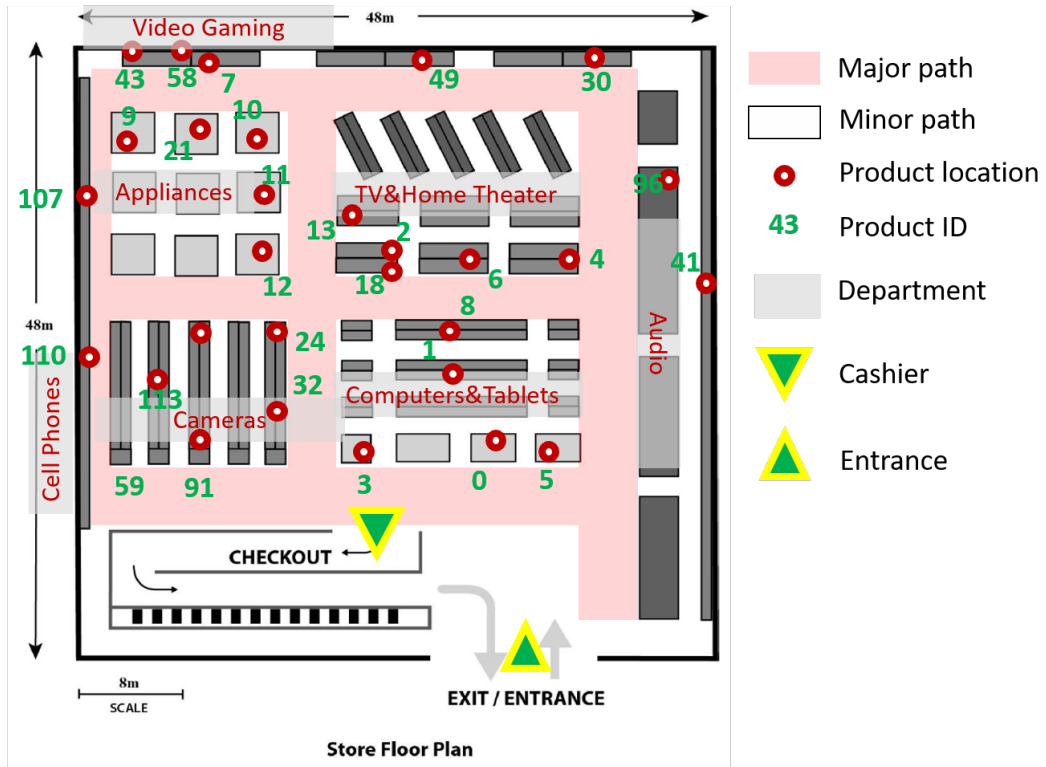 48m
Video Gaming
43
58
7
49
30
9
10
21
11
Appliances
107
TV&Home Theater
96
13
2
18
6
4
41
12
8
48m
110
1
24
32
Audio
Computers&Tablets
113
Cameras
Cell Phones
59
91
3
0
5
CHECKOUT
8m
SCALE
EXIT / ENTRANCE
Store Floor Plan
Major path
Minor path
Product location
43
Product ID
Department
Cashier
Entrance